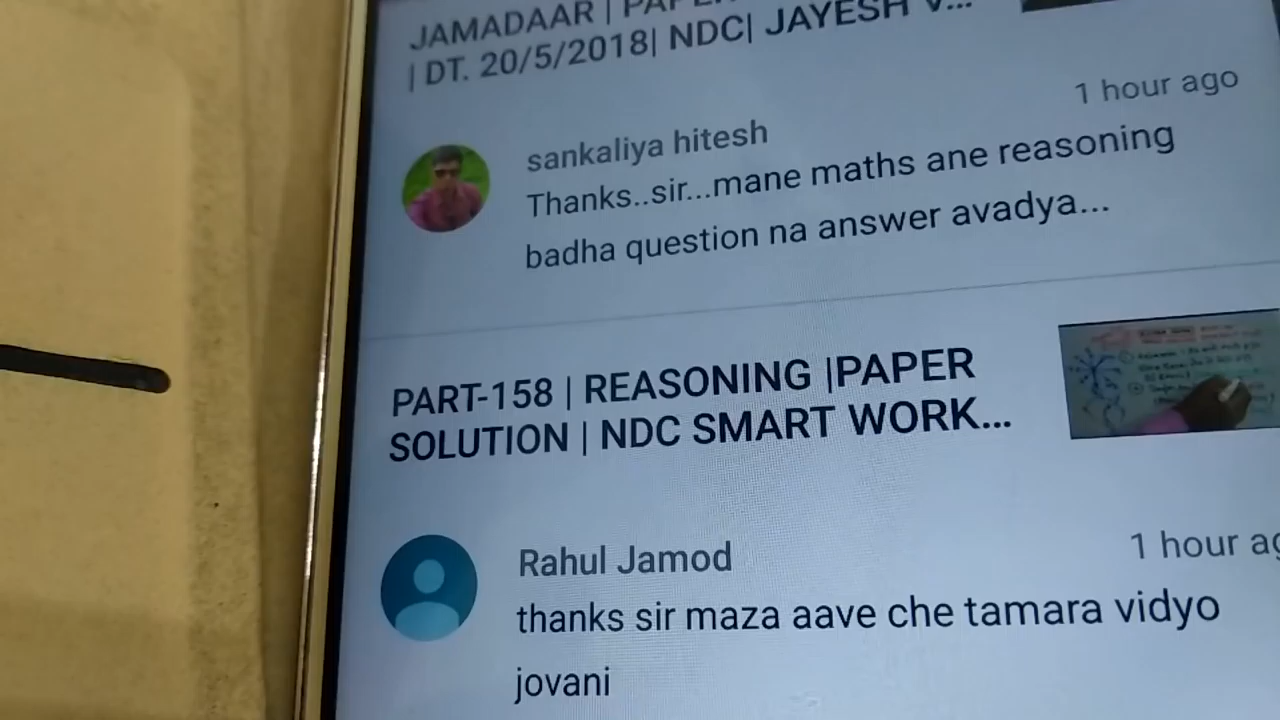 JAMADAAR |
| DT. 20/5/2018| NDC| JAYESH V...
1 hour ago
sankaliya hitesh
Thanks..sir...mane maths ane reasoning
badha question na answer avadya...
PART-158 | REASONING |PAPER
SOLUTION | NDC SMART WORK...
Rahul Jamod
1 hour
thanks sir maza aave che tamara vidyo
jovani